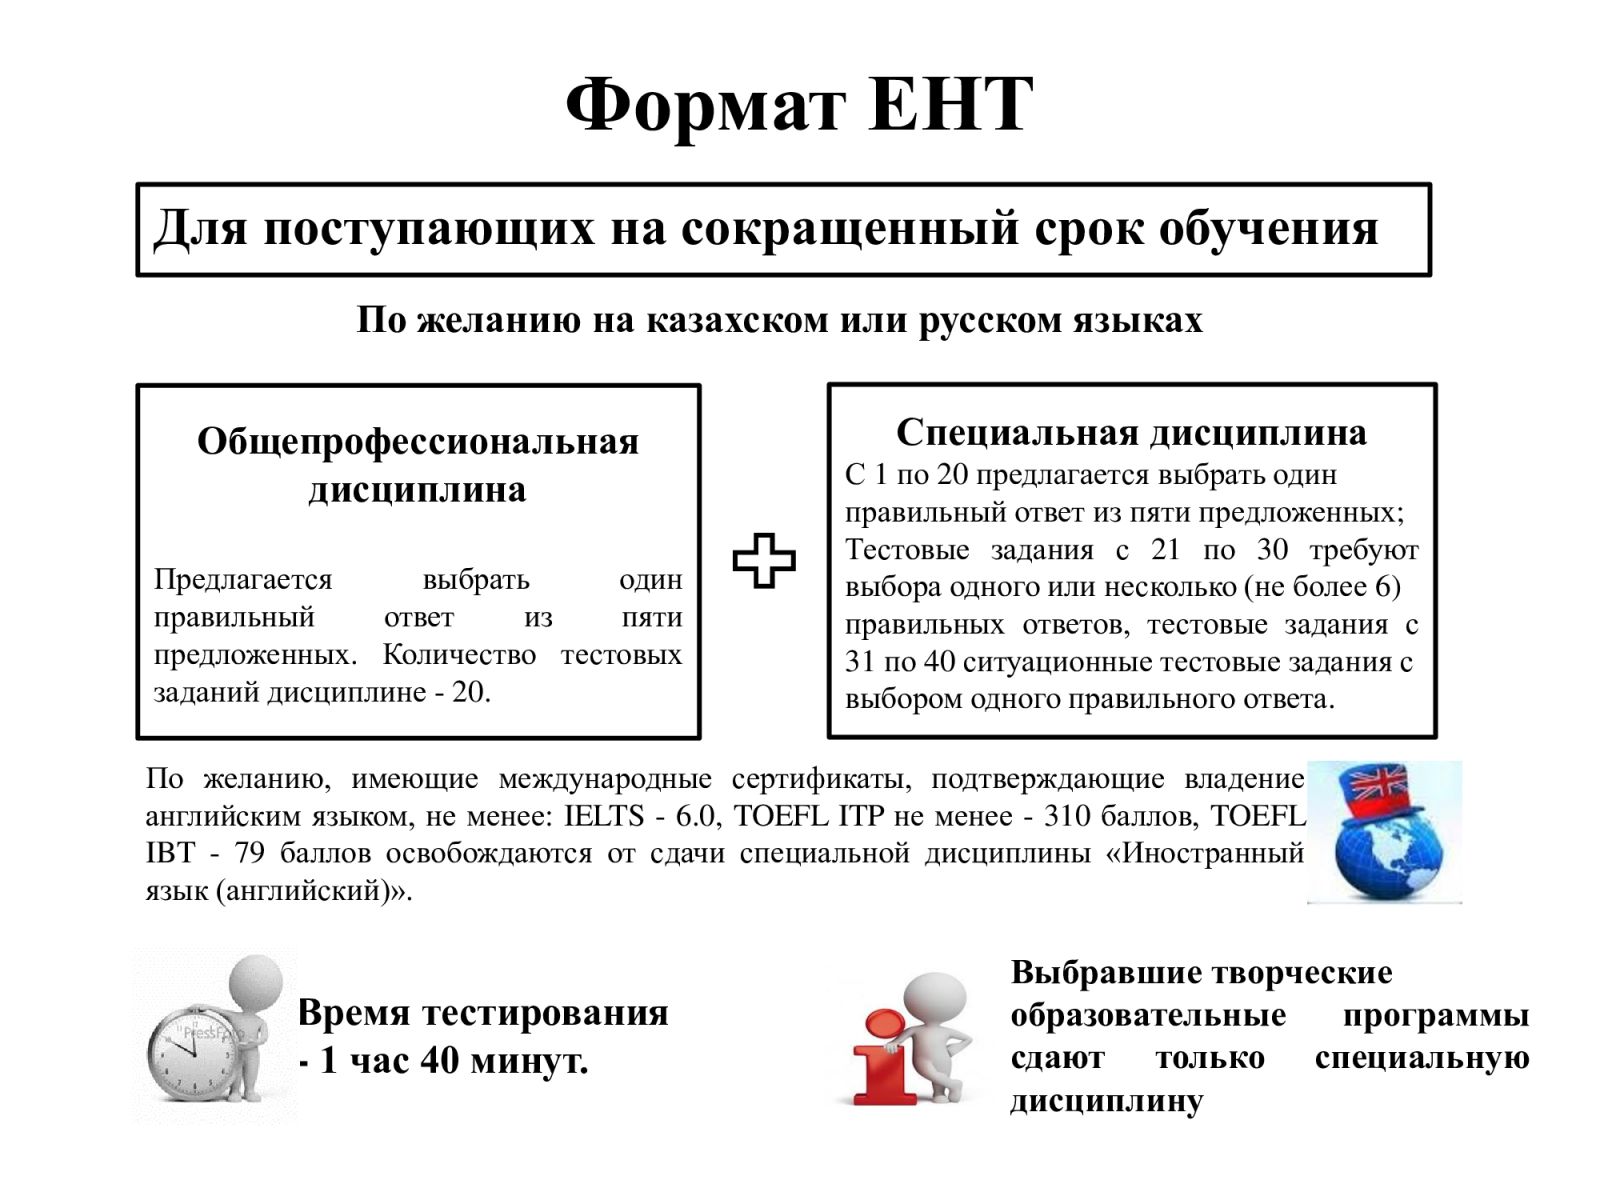 Формат ЕНТ
Для поступающих на сокращенный срок обучения
По желанию на казахском или русском языках
Общепрофессиональная
дисциплина
Предлагается выбрать один
правильный ответ из пяти
предложенных. Количество тестовых
заданий дисциплине - 20.
Специальная дисциплина
С 1 по 20 предлагается выбрать один
правильный ответ из пяти предложенных;
Тестовые задания с 21 по 30 требуют
выбора одного или несколько (не более 6)
правильных ответов, тестовые задания с
31 по 40 ситуационные тестовые задания с
выбором одного правильного ответа.
По желанию, имеющие международные сертификаты, подтверждающие владение
английским языком, не менее: IELTS - 6.0, TOEFL ITP не менее - 310 баллов, TOEFL
IBT - 79 баллов освобождаются от сдачи специальной дисциплины «Иностранный
язык (английский)».
Время тестирования
- 1 час 40 минут.
Выбравшие творческие
образовательные программы
сдают только специальную
дисциплину